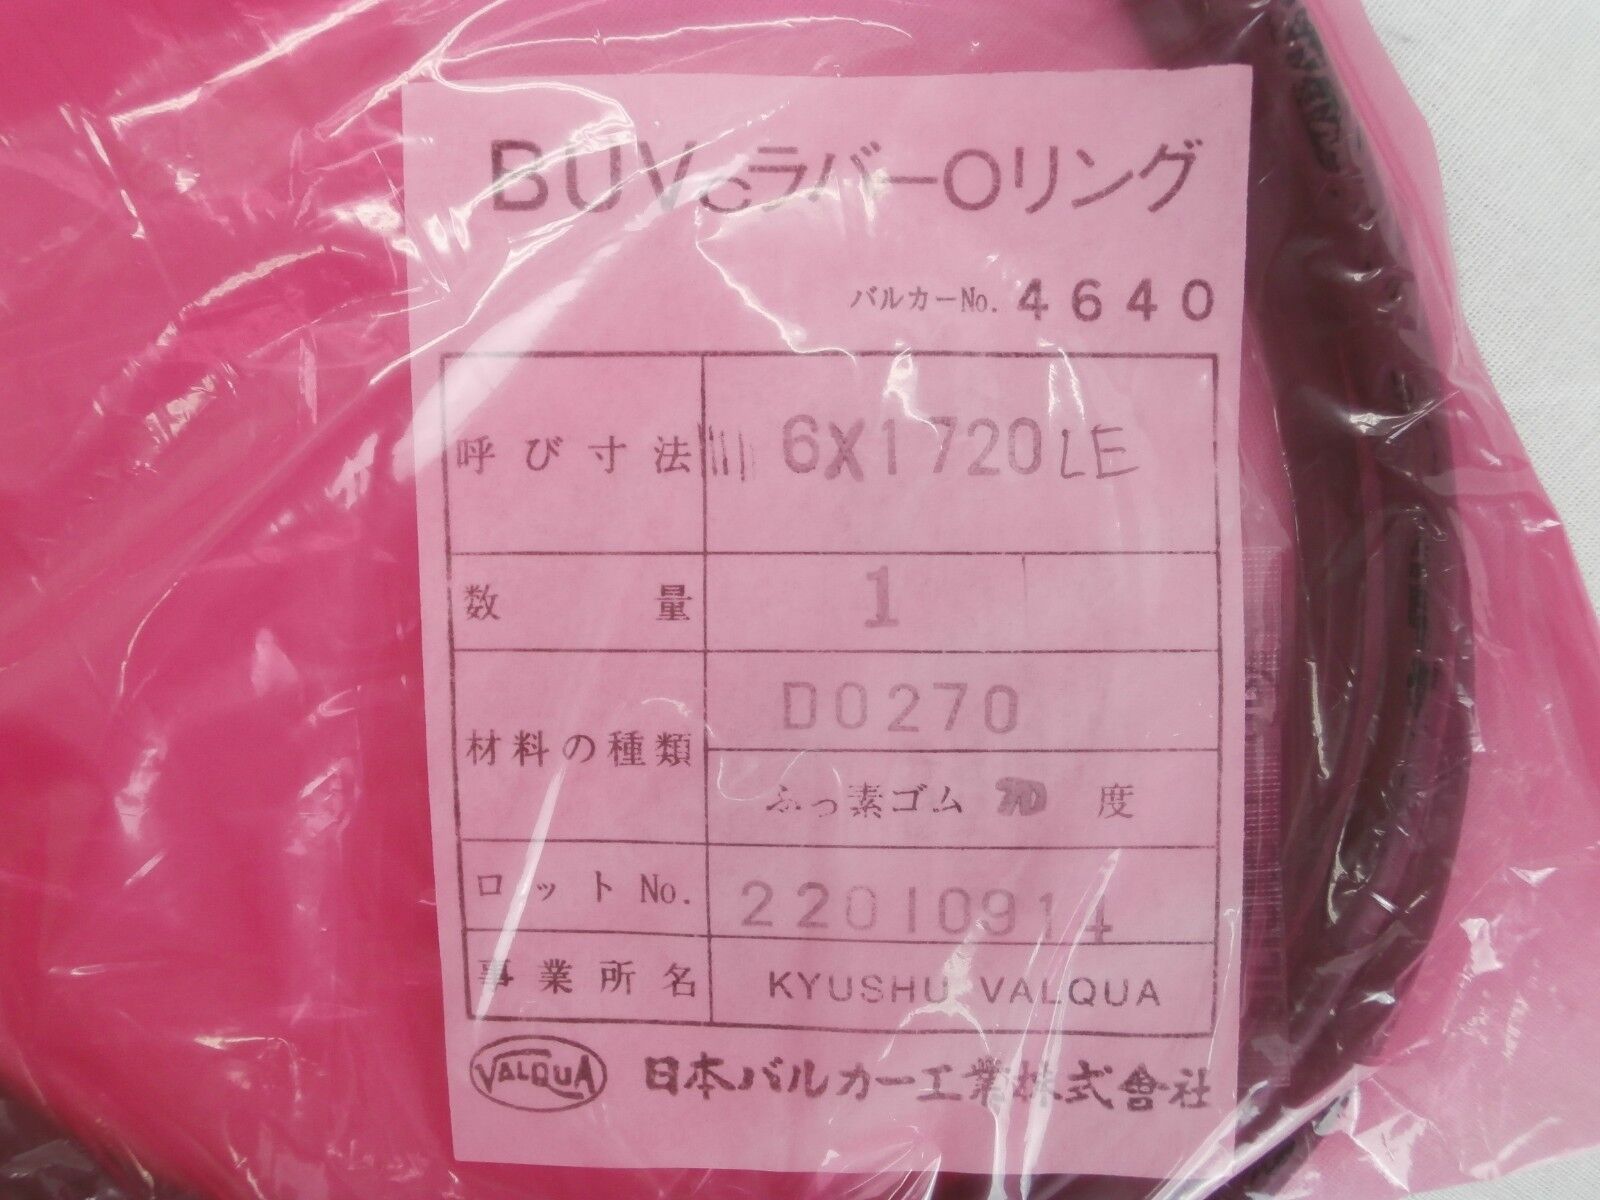 BUVCラバーOリング
バルカーNo. 4640
呼び寸法 6X1720LE
数量 1
材料の種類 D0270
ふっ素ゴム 70 度
ロットNo. 22010914
事業所名 KYUSHU VALQUA
VALQUA 日本バルカー工業株式會社